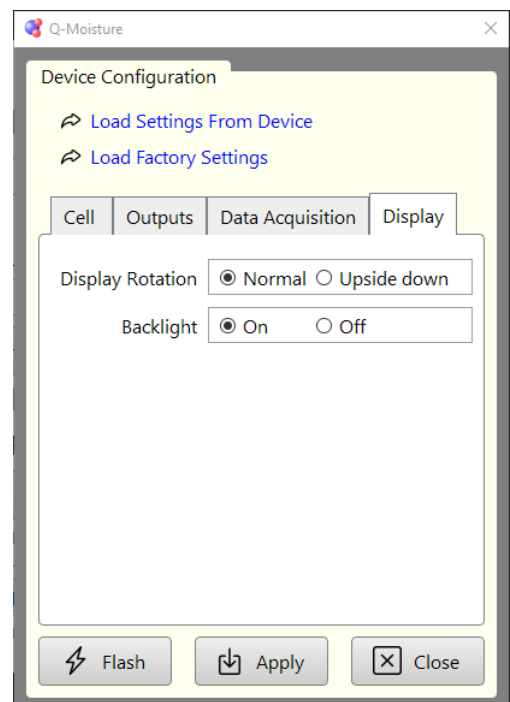 Q-Moisture
Device Configuration
Load Settings From Device
Load Factory Settings
Cell Outputs Data Acquisition Display
Display Rotation Normal Upside down
Backlight On Off
Flash Apply Close